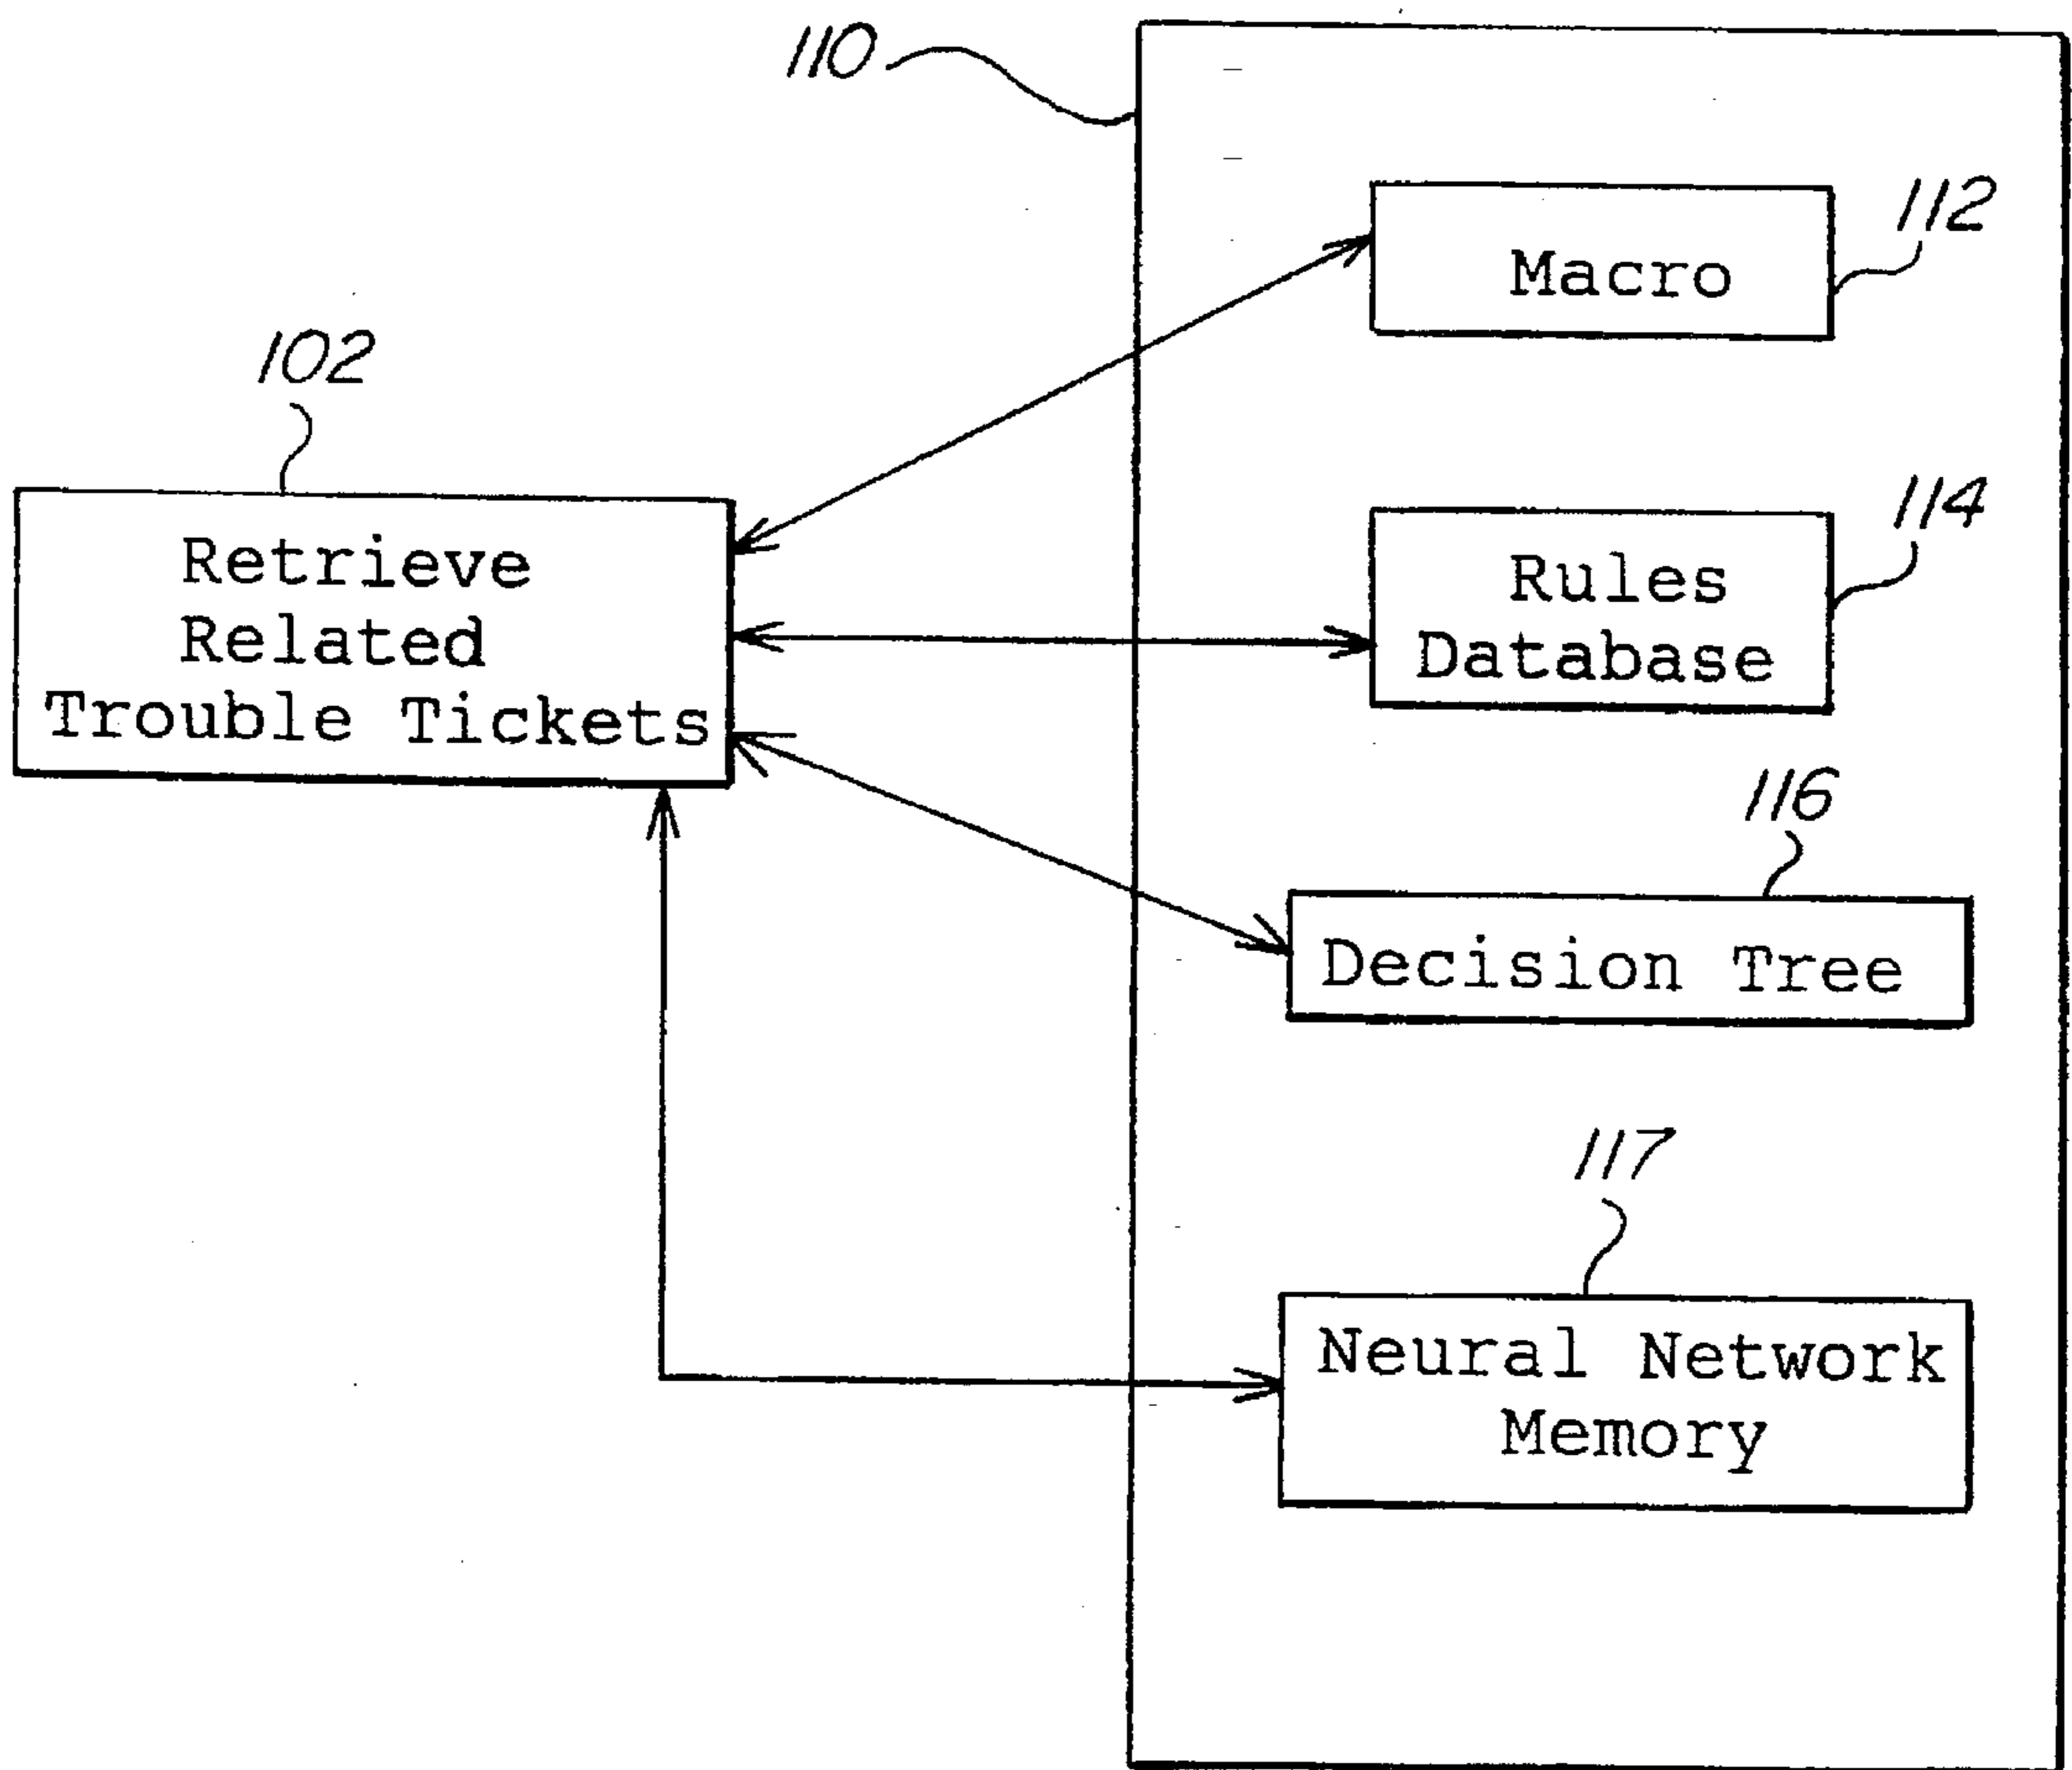 110
Macro
112
102
Retrieve
Related
Trouble Tickets
Rules
Database
114
116
Decision Tree
117
Neural Network
Memory